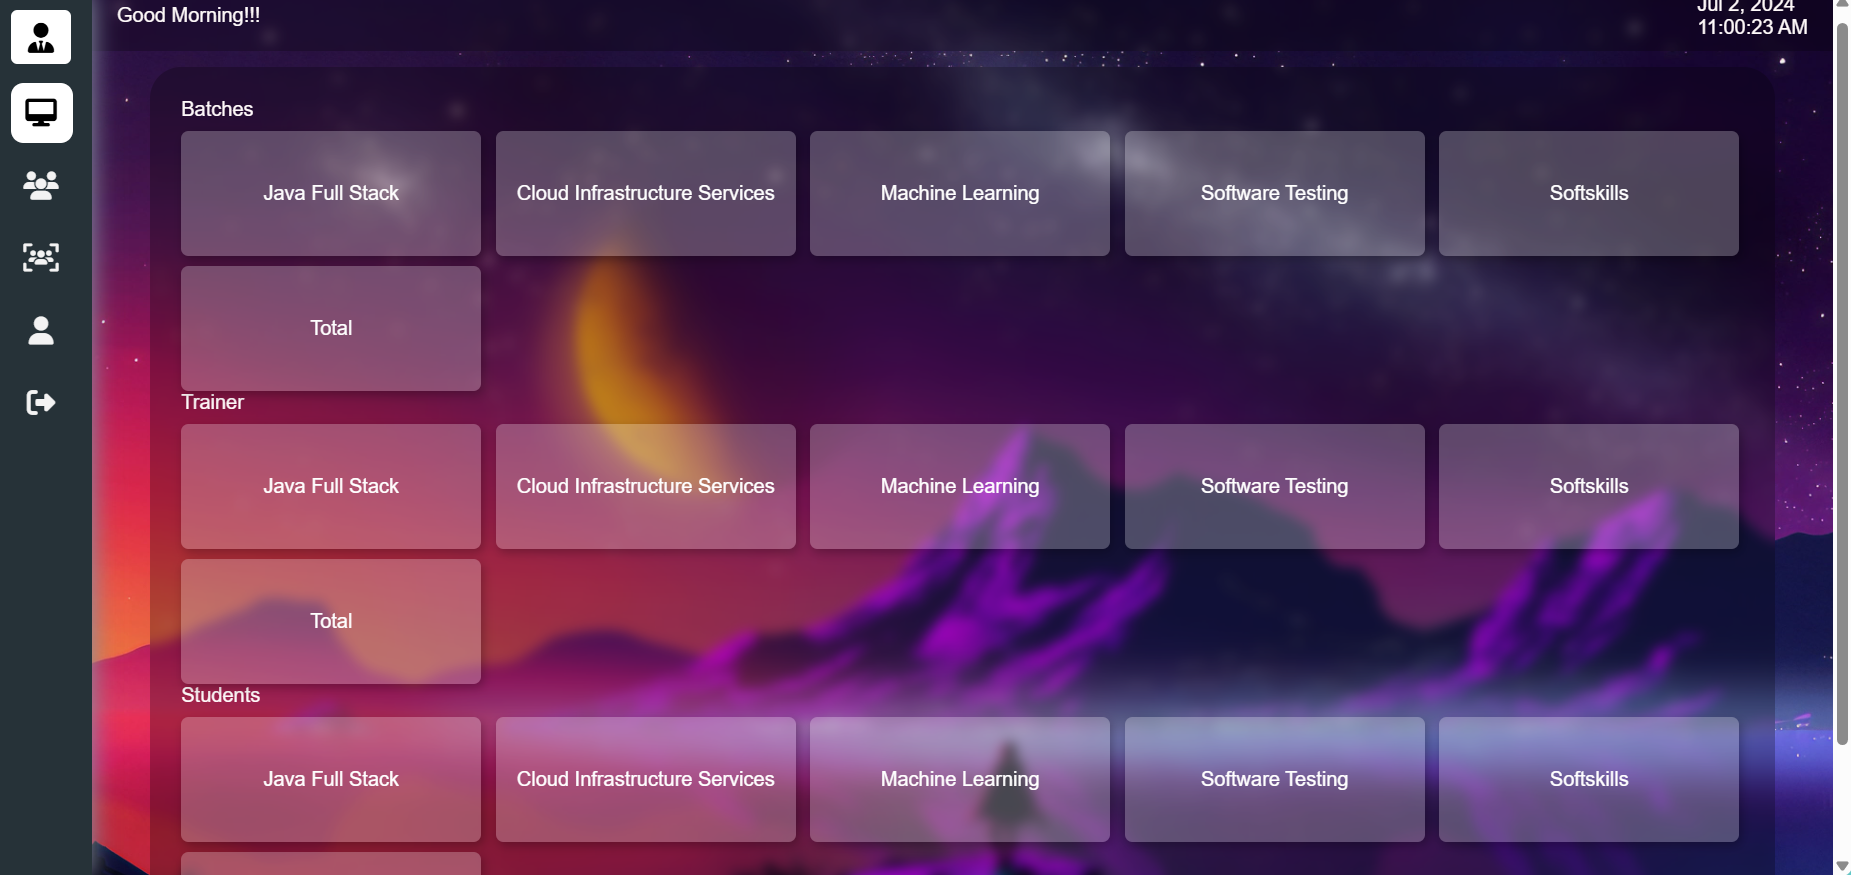 Good Morning!!!
Jul 2, 2024
11:00:23 AM
Batches
Java Full Stack
Cloud Infrastructure Services
Machine Learning
Software Testing
Softskills
Total
Trainer
Java Full Stack
Cloud Infrastructure Services
Machine Learning
Software Testing
Softskills
Total
Students
Java Full Stack
Cloud Infrastructure Services
Machine Learning
Software Testing
Softskills